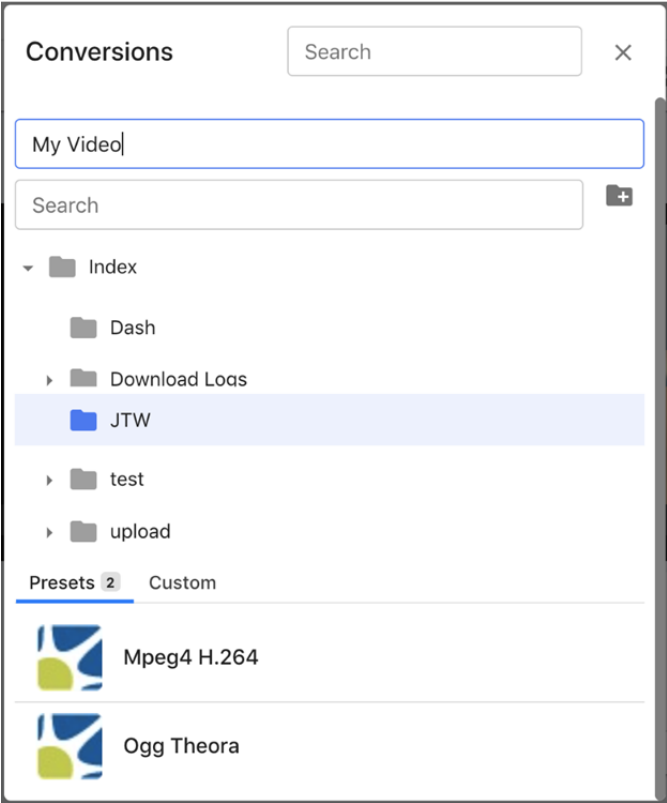 Conversions Search
My Video
Search
Index
Dash
Download Logs
JTW
test
upload
Presets 2 Custom
Mpeg4 H.264
Ogg Theora